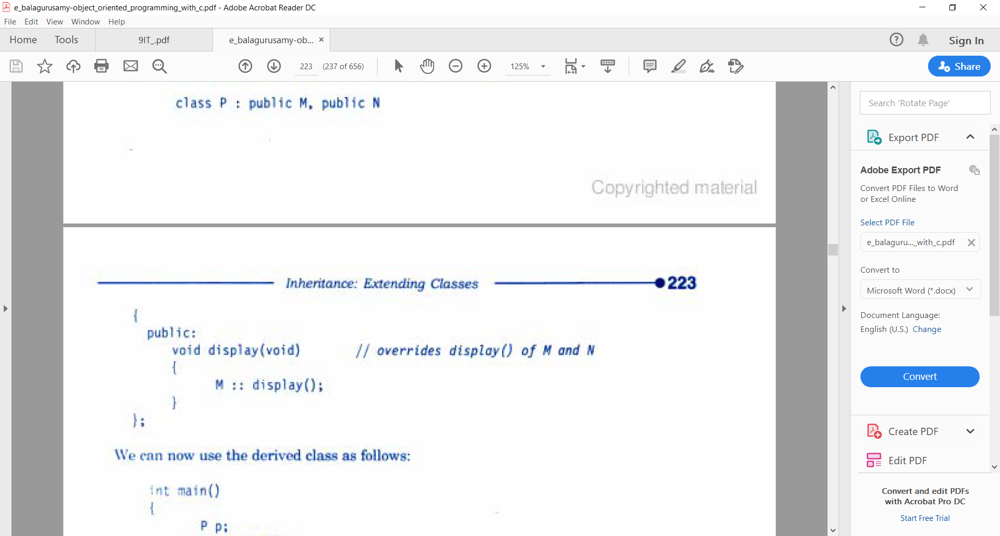 e_balagurusamy-object_oriented_programming_with_c.pdf - Adobe Acrobat Reader DC
File Edit View Window Help
Home Tools 9IT_.pdf e_balagurusamy-ob... × Sign In
223 (237 of 656) 125% Share
class P : public M, public N
Copyrighted material
Inheritance: Extending Classes 223
{
public:
void display(void) // overrides display() of M and N
{
M :: display();
}
};
We can now use the derived class as follows:
int main()
{
P p;
Search 'Rotate Page'
Export PDF
Adobe Export PDF
Convert PDF Files to Word
or Excel Online
Select PDF File
e_balaguru..._with_c.pdf
Convert to
Microsoft Word (*.docx)
Document Language:
English (U.S.) Change
Convert
Create PDF
Edit PDF
Convert and edit PDFs
with Acrobat Pro DC
Start Free Trial